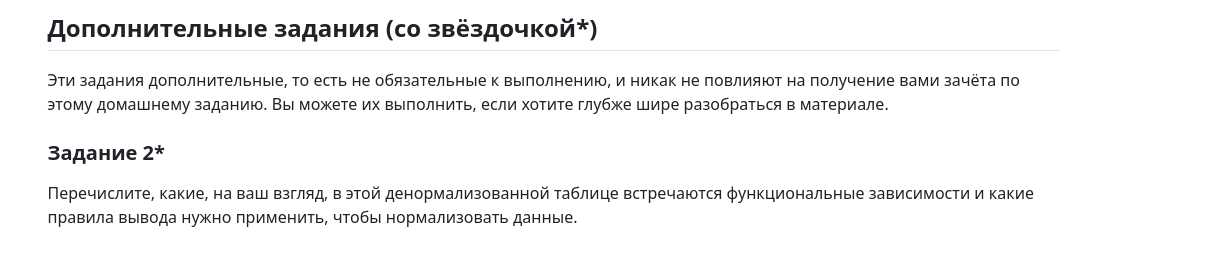 Дополнительные задания (со звёздочкой*)
Эти задания дополнительные, то есть не обязательные к выполнению, и никак не повлияют на получение вами зачёта по
этому домашнему заданию. Вы можете их выполнить, если хотите глубже шире разобраться в материале.
Задание 2*
Перечислите, какие, на ваш взгляд, в этой денормализованной таблице встречаются функциональные зависимости и какие
правила вывода нужно применить, чтобы нормализовать данные.